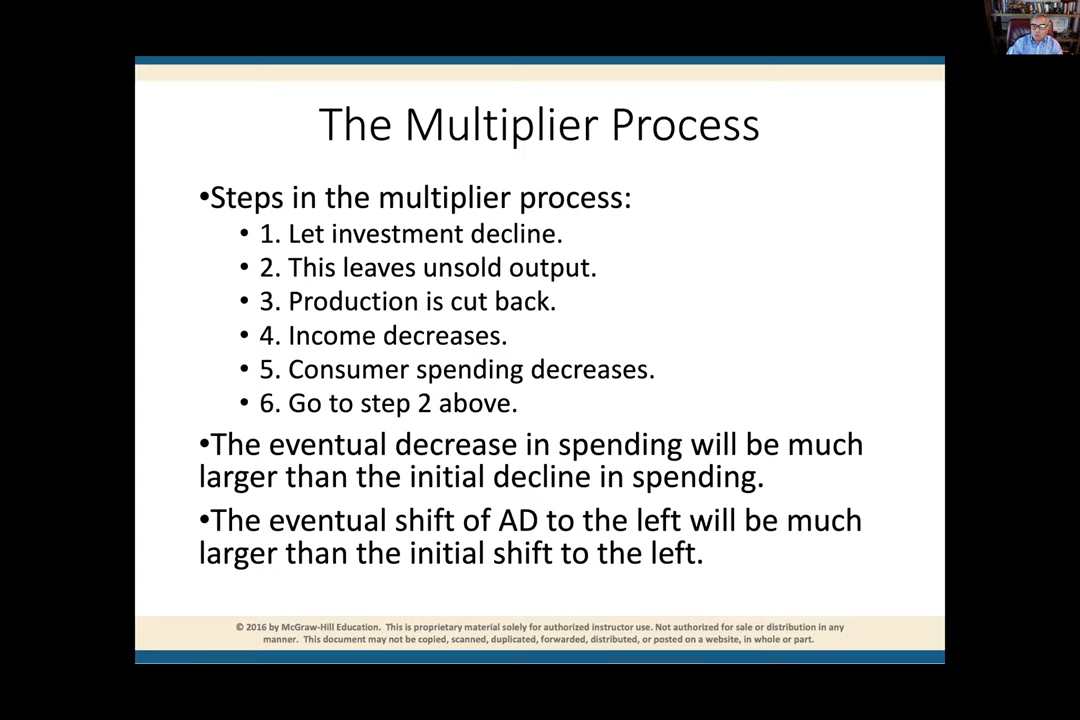 The Multiplier Process
•Steps in the multiplier process:
• 1. Let investment decline.
• 2. This leaves unsold output.
• 3. Production is cut back.
• 4. Income decreases.
• 5. Consumer spending decreases.
• 6. Go to step 2 above.
•The eventual decrease in spending will be much
larger than the initial decline in spending.
•The eventual shift of AD to the left will be much
larger than the initial shift to the left.
© 2016 by McGraw-Hill Education.  This is proprietary material solely for authorized instructor use. Not authorized for sale or distribution in any
manner.  This document may not be copied, scanned, duplicated, forwarded, distributed, or posted on a website, in whole or part.